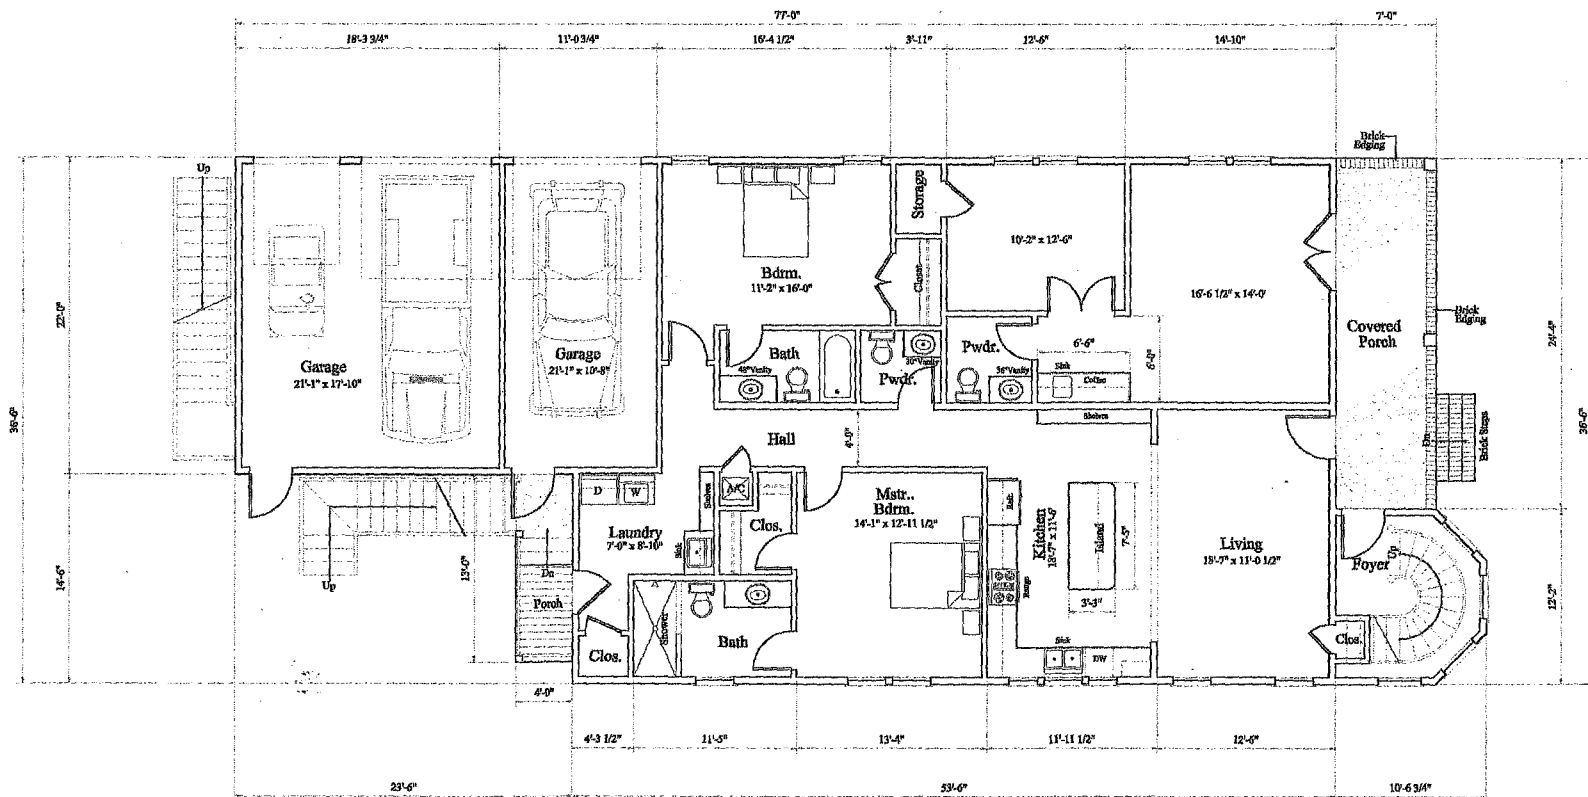 77'-0"
7'-0"
18'-3 3/4"
11'-0 3/4"
16'-4 1/2"
3'-11"
12'-6"
14'-10"
Brick
Edging
Up
Storage
10'-2" x 12'-6"
Bdrm.
11'-2" x 16'-0"
Closet
16'-6 1/2" x 14'-0"
Covered
Porch
Brick
Edging
22'-0"
24'-4"
36'-6"
36'-6"
Garage
21'-1" x 17'-10"
Garage
21'-1" x 10'-8"
Bath
48"Vanity
30"Vanity
Pwdr.
Pwdr.
36"Vanity
6'-6"
6'-0"
Sink
Coffee
Shelves
Hall
4'-0"
Dn
Brick Steps
D
W
Shelves
A/C
Clos.
Mstr..
Bdrm.
14'-1" x 12'-11 1/2"
Laundry
7'-0" x 8'-10"
Sink
Kitchen
18'-7" x 11'-6"
Island
7'-5"
3'-3"
Range
Living
18'-7" x 11'-0 1/2"
Foyer
Up
14'-6"
13'-0"
12'-2"
Up
Dn
Porch
Shower
Bath
Clos.
Sink
DW
Clos.
4'-0"
4'-3 1/2"
11'-5"
13'-4"
11'-11 1/2"
12'-6"
23'-6"
53'-6"
10'-6 3/4"